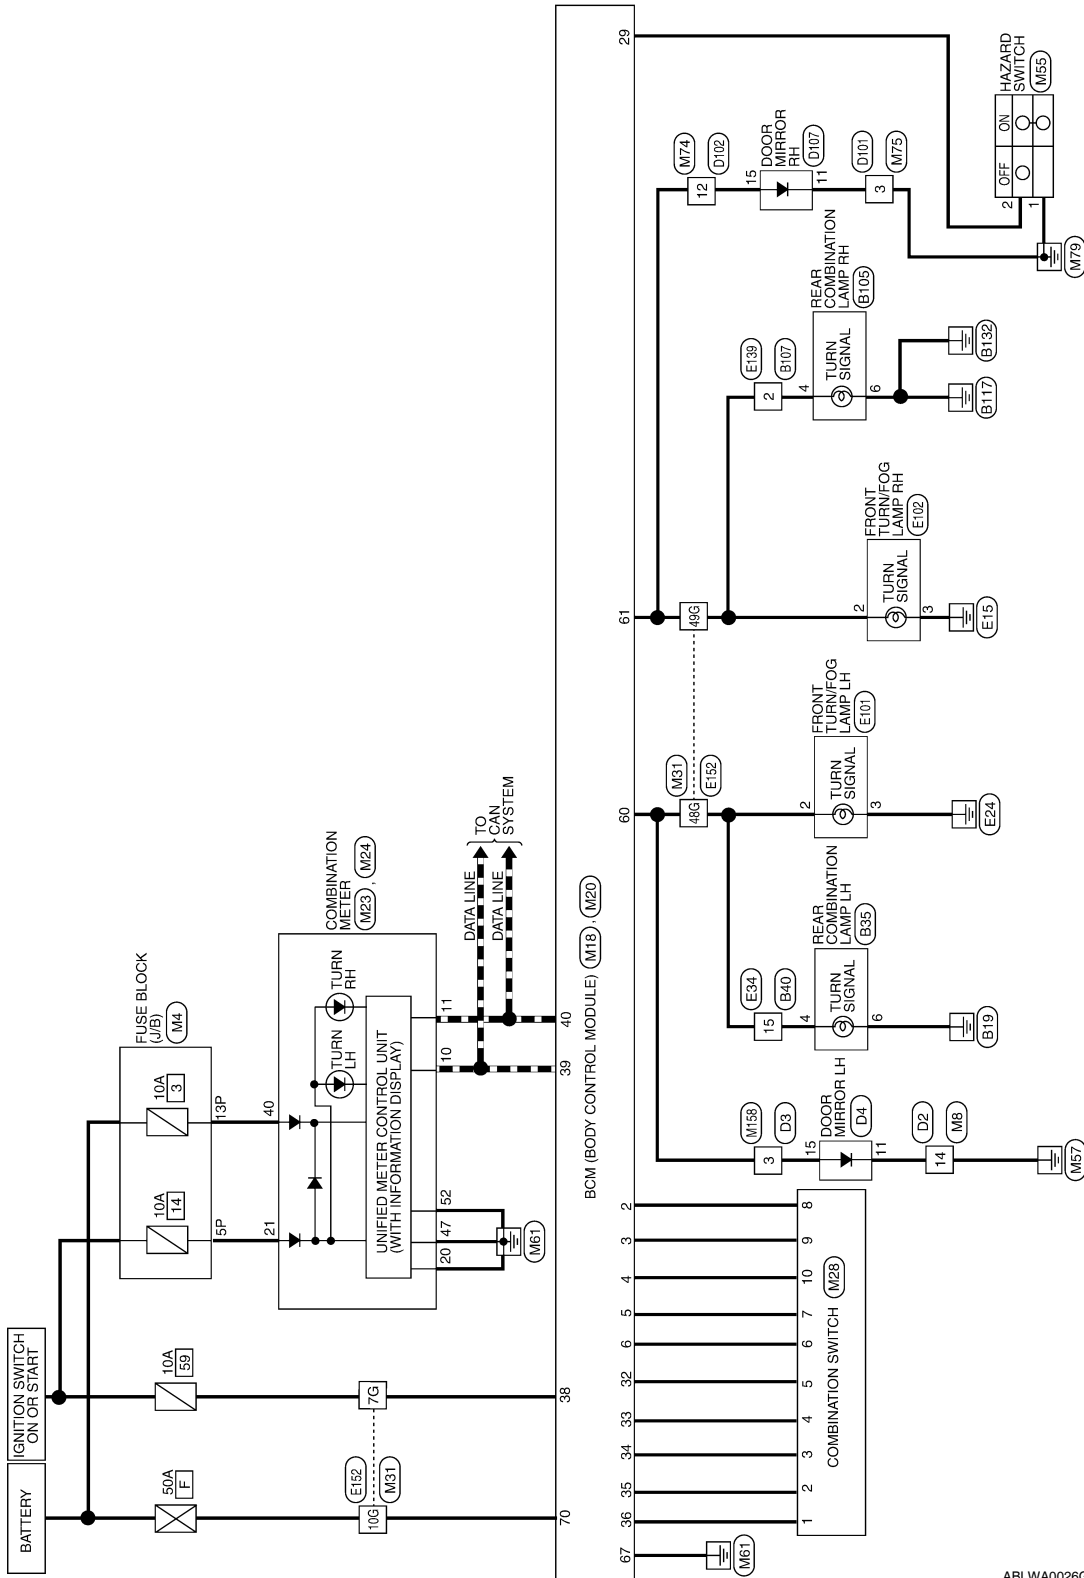 BATTERY
IGNITION SWITCH
ON OR START
50A
F
10A
59
10A
14
10A
3
FUSE BLOCK
(J/B)
M4
5P
13P
E152
M31
10G
7G
21
40
COMBINATION
METER
M23 , M24
TURN
LH
TURN
RH
UNIFIED METER CONTROL UNIT
(WITH INFORMATION DISPLAY)
20
47
52
10
11
M61
DATA LINE
DATA LINE
TO
CAN
SYSTEM
70
38
39
40
BCM (BODY CONTROL MODULE) M18 , M20
67
36
35
34
33
32
6
5
4
3
2
60
61
29
M61
1
2
3
4
5
6
7
10
9
8
COMBINATION SWITCH
M28
M31
E152
48G
49G
M158
D3
3
15
DOOR
MIRROR LH
D4
11
D2
M8
14
M57
E34
B40
15
4
REAR
COMBINATION
LAMP LH
B35
TURN
SIGNAL
6
B19
2
FRONT
TURN/FOG
LAMP LH
E101
TURN
SIGNAL
3
E24
2
FRONT
TURN/FOG
LAMP RH
E102
TURN
SIGNAL
3
E15
E139
B107
2
4
REAR
COMBINATION
LAMP RH
B105
TURN
SIGNAL
6
B117
B132
M74
D102
12
15
DOOR
MIRROR
RH
D107
11
D101
M75
3
HAZARD
SWITCH
M55
OFF
ON
2
1
M79